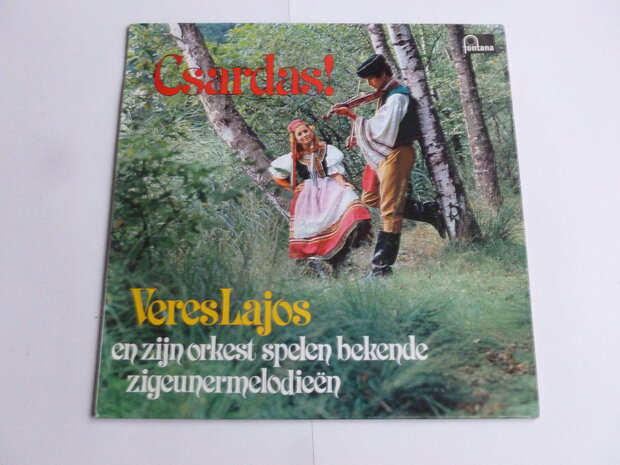 fontana
Csardas!
Veres Lajos
en zijn orkest spelen bekende
zigeunermelodieën